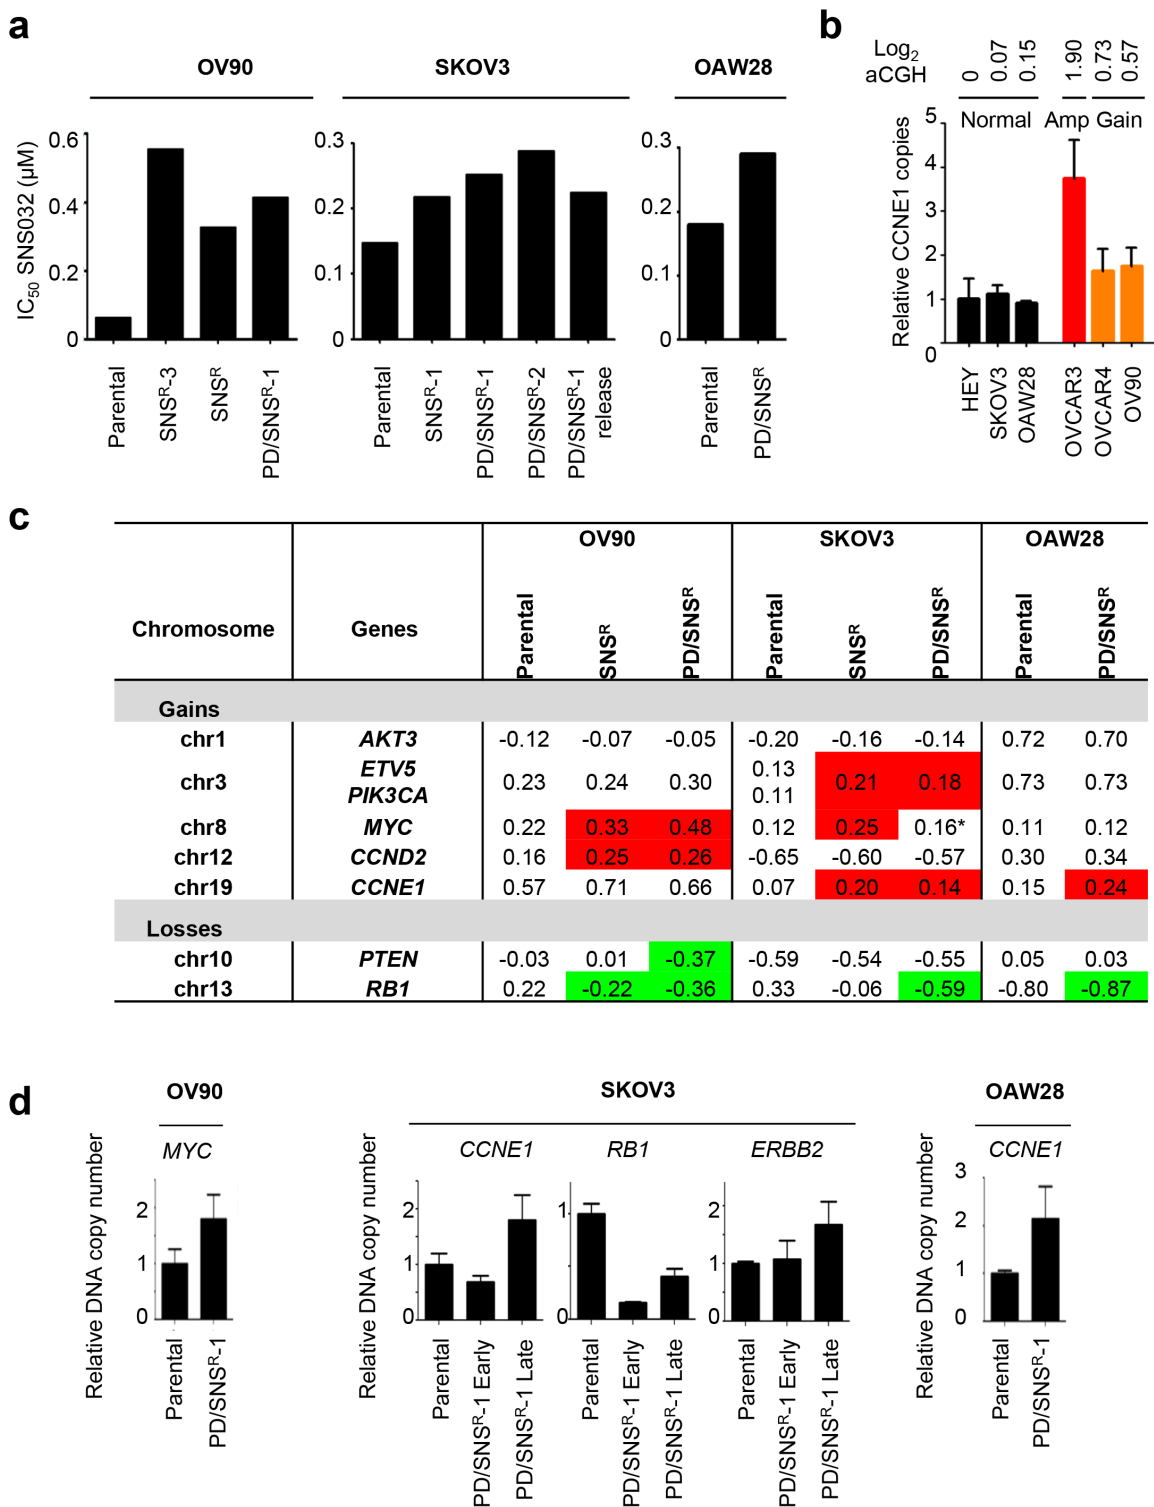 a
OV90
SKOV3
OAW28
IC50 SNS032 (µM)
0.6
0.4
0.2
0
0.3
0.2
0.1
0
0.3
0.2
0.1
0
Parental
SNSR-3
SNSR
PD/SNSR-1
Parental
SNSR-1
PD/SNSR-1
PD/SNSR-2
PD/SNSR-1
release
Parental
PD/SNSR
b
Log2
aCGH
0
0.07
0.15
1.90
0.73
0.57
Normal
Amp
Gain
Relative CCNE1 copies
5
4
3
2
1
0
HEY
SKOV3
OAW28
OVCAR3
OVCAR4
OV90
c
OV90 SKOV3 OAW28
Chromosome Genes Parental SNSR PD/SNSR Parental SNSR PD/SNSR Parental PD/SNSR
Gains
chr1 AKT3 -0.12 -0.07 -0.05 -0.20 -0.16 -0.14 0.72 0.70
chr3 ETV5 PIK3CA 0.23 0.24 0.30 0.13 0.11 0.21 0.18 0.73 0.73
chr8 MYC 0.22 0.33 0.48 0.12 0.25 0.16* 0.11 0.12
chr12 CCND2 0.16 0.25 0.26 -0.65 -0.60 -0.57 0.30 0.34
chr19 CCNE1 0.57 0.71 0.66 0.07 0.20 0.14 0.15 0.24
Losses
chr10 PTEN -0.03 0.01 -0.37 -0.59 -0.54 -0.55 0.05 0.03
chr13 RB1 0.22 -0.22 -0.36 0.33 -0.06 -0.59 -0.80 -0.87
d
OV90
MYC
Relative DNA copy number
2
1
0
Parental
PD/SNSR-1
SKOV3
Relative DNA copy number
CCNE1
2
1
0
Parental
PD/SNSR-1 Early
PD/SNSR-1 Late
RB1
1
0
Parental
PD/SNSR-1 Early
PD/SNSR-1 Late
ERBB2
2
1
0
Parental
PD/SNSR-1 Early
PD/SNSR-1 Late
OAW28
CCNE1
Relative DNA copy number
3
2
1
0
Parental
PD/SNSR-1